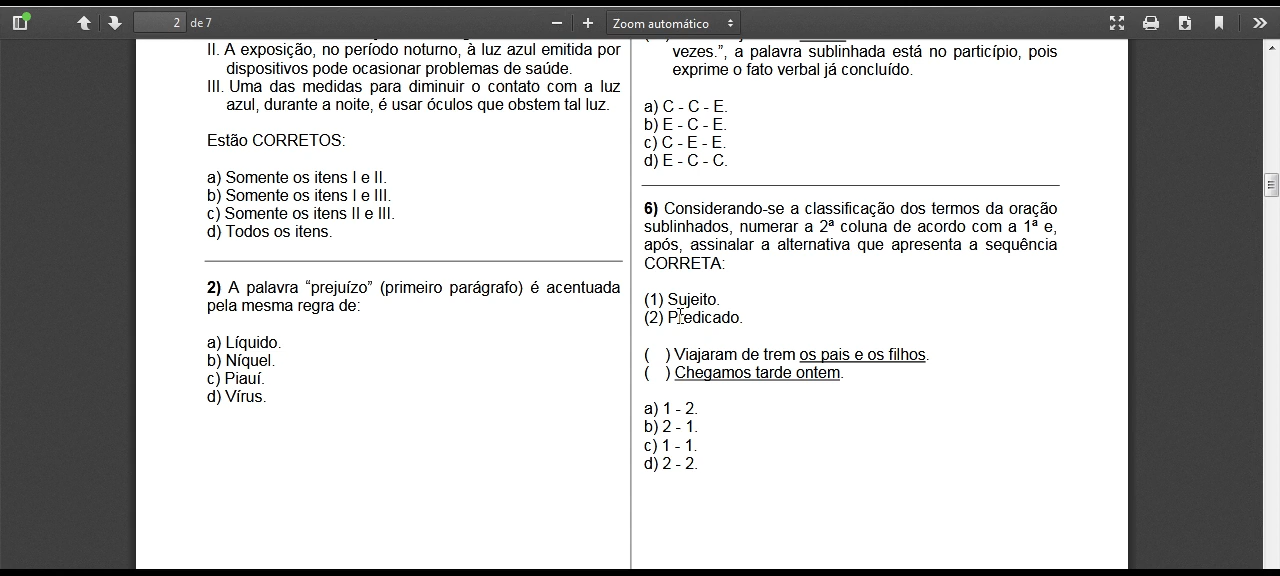 2 de 7
Zoom automático
II. A exposição, no período noturno, à luz azul emitida por
dispositivos pode ocasionar problemas de saúde.
III. Uma das medidas para diminuir o contato com a luz
azul, durante a noite, é usar óculos que obstem tal luz.
Estão CORRETOS:
a) Somente os itens I e II.
b) Somente os itens I e III.
c) Somente os itens II e III.
d) Todos os itens.
2) A palavra “prejuízo” (primeiro parágrafo) é acentuada
pela mesma regra de:
a) Líquido.
b) Níquel.
c) Piauí.
d) Vírus.
vezes.”, a palavra sublinhada está no particípio, pois
exprime o fato verbal já concluído.
a) C - C - E.
b) E - C - E.
c) C - E - E.
d) E - C - C.
6) Considerando-se a classificação dos termos da oração
sublinhados, numerar a 2ª coluna de acordo com a 1ª e,
após, assinalar a alternativa que apresenta a sequência
CORRETA:
(1) Sujeito.
(2) Predicado.
( ) Viajaram de trem os pais e os filhos.
( ) Chegamos tarde ontem.
a) 1 - 2.
b) 2 - 1.
c) 1 - 1.
d) 2 - 2.